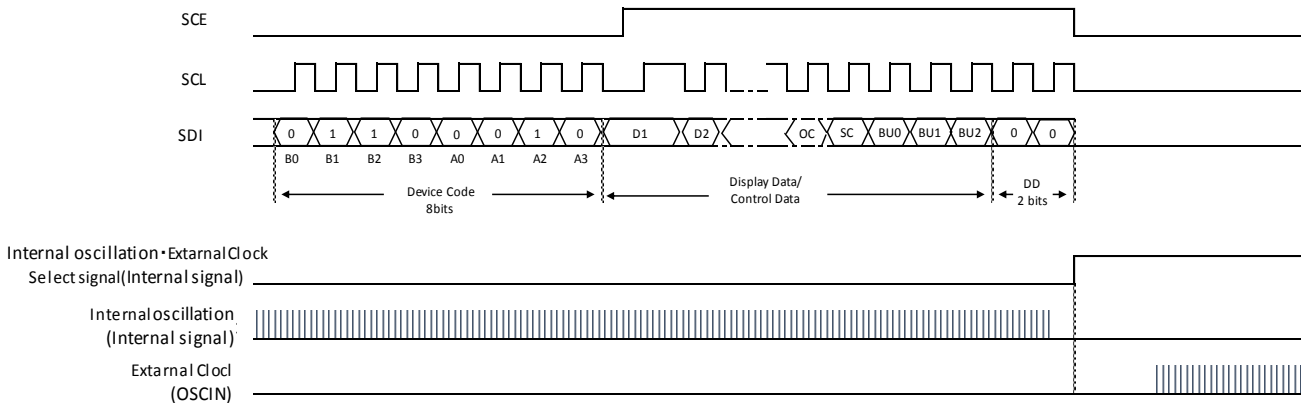 SCE
SCL
SDI
0 1 1 0 0 0 1 0 D1 D2 OC SC BU0 BU1 BU2 0 0
B0 B1 B2 B3 A0 A1 A2 A3
Device Code
8bits
Display Data/
Control Data
DD
2 bits
Internal oscillation・ExtarnalClock
Select signal(Internal signal)
Internal oscillation
(Internal signal)
Extarnal Clocl
(OSCIN)